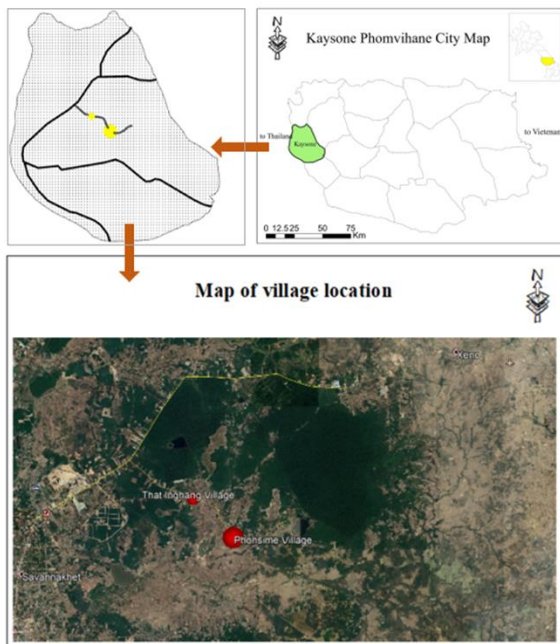 N
Kaysone Phomvihane City Map
to Thailand
Kaysone
to Vietenam
0 12.5 25 50 75
Km
Map of village location
N
Xeno
That Inghang Village
Phonsime Village
Savannakhet